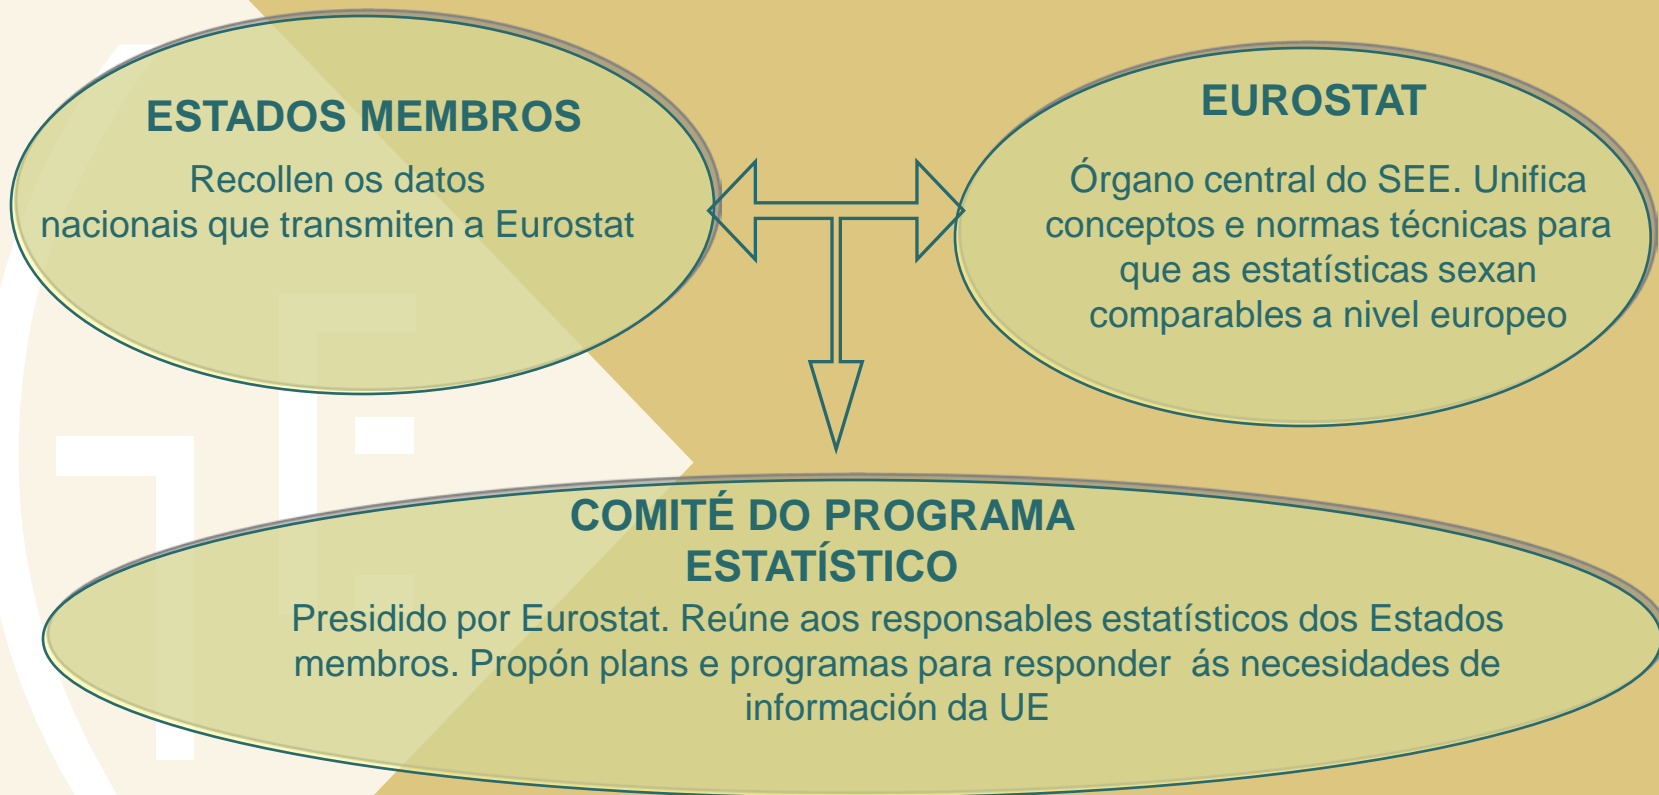 ESTADOS MEMBROS
Recollen os datos
nacionais que transmiten a Eurostat
EUROSTAT
Órgano central do SEE. Unifica
conceptos e normas técnicas para
que as estatísticas sexan
comparables a nivel europeo
COMITÉ DO PROGRAMA
ESTATÍSTICO
Presidido por Eurostat. Reúne aos responsables estatísticos dos Estados
membros. Propón plans e programas para responder ás necesidades de
información da UE